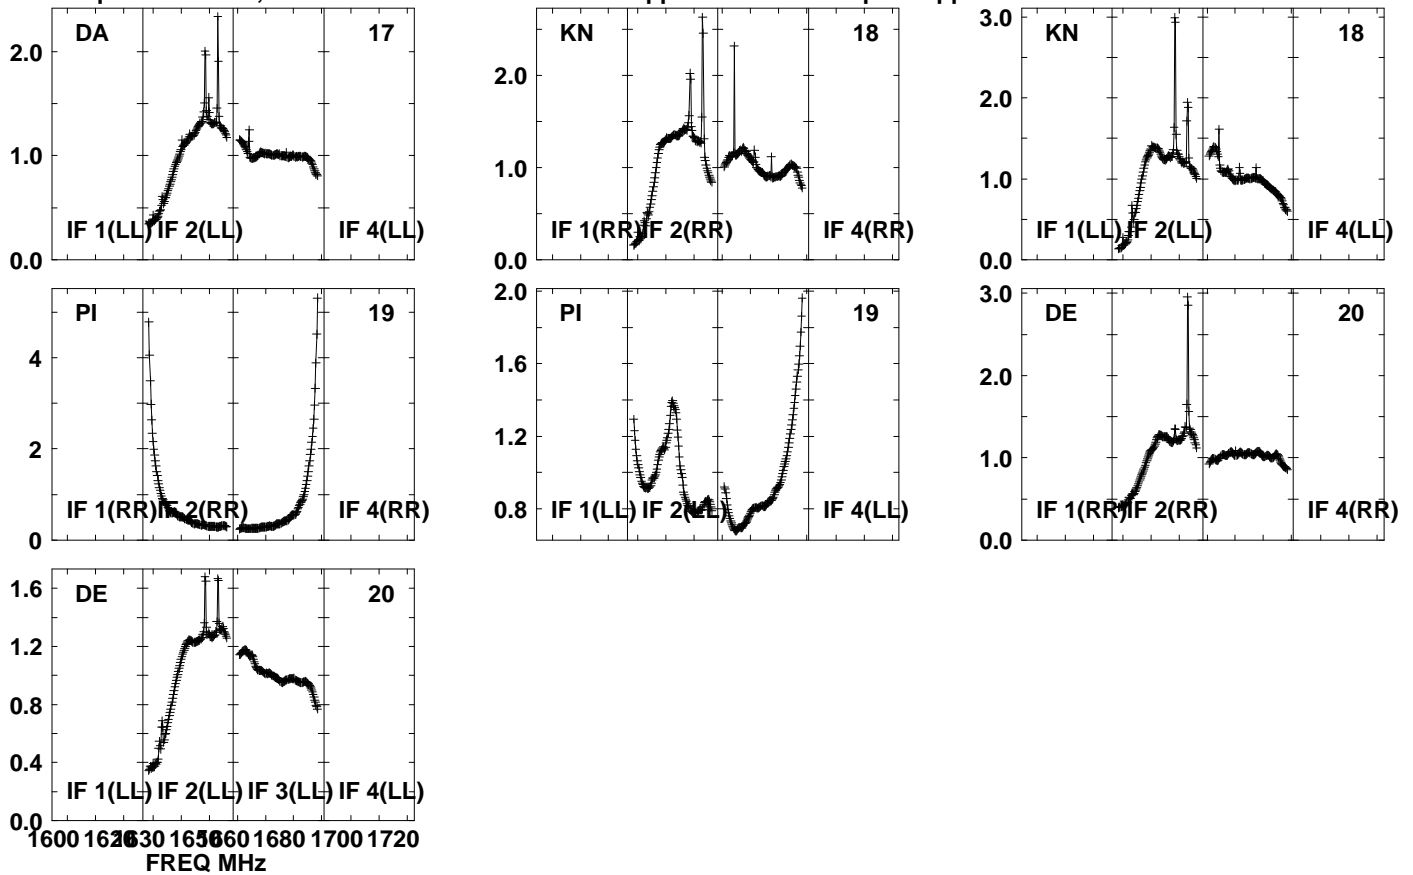 DA 17
2.0
1.0
0.0
IF 1(LL) IF 2(LL) IF 4(LL)
KN 18
2.0
1.0
0.0
IF 1(RR) IF 2(RR) IF 4(RR)
KN 18
3.0
2.0
1.0
0.0
IF 1(LL) IF 2(LL) IF 4(LL)
PI 19
4
2
0
IF 1(RR) IF 2(RR) IF 4(RR)
PI 19
2.0
1.6
1.2
0.8
IF 1(LL) IF 2(LL) IF 4(LL)
DE 20
3.0
2.0
1.0
0.0
IF 1(RR) IF 2(RR) IF 4(RR)
DE 20
1.6
1.2
0.8
0.4
0.0
IF 1(LL) IF 2(LL) IF 3(LL) IF 4(LL)
1600 1660 1680 1700 1720
FREQ MHz